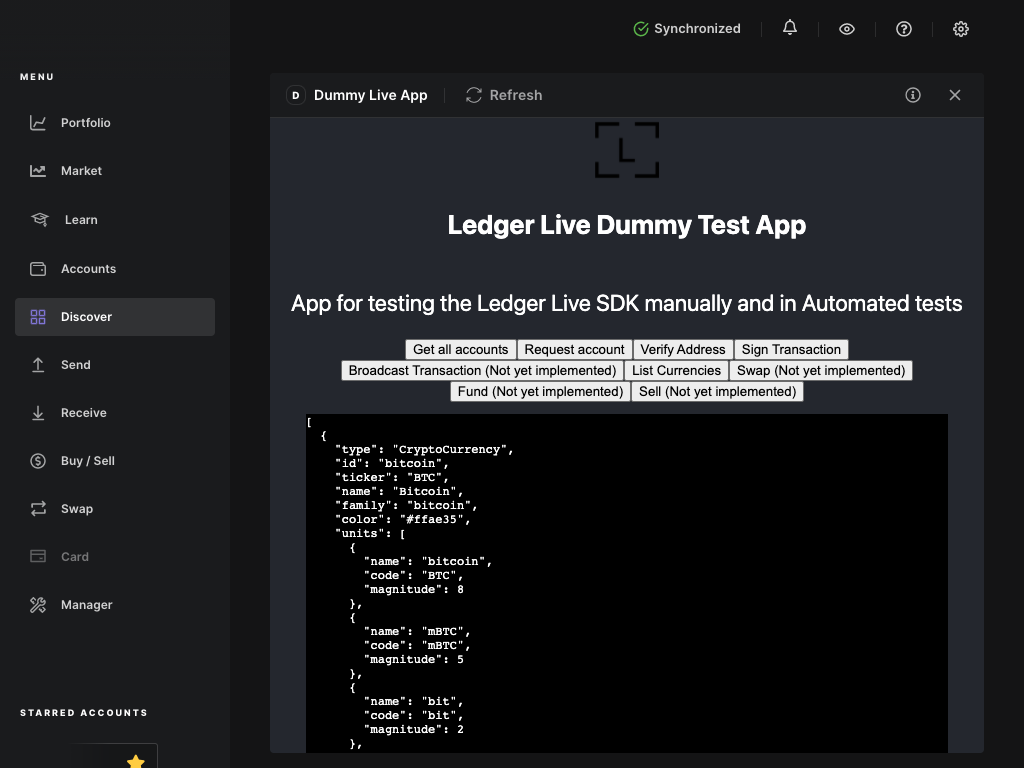 Synchronized
MENU
Portfolio
Market
Learn
Accounts
Discover
Send
Receive
Buy / Sell
Swap
Card
Manager
STARRED ACCOUNTS
D Dummy Live App Refresh
L
Ledger Live Dummy Test App
App for testing the Ledger Live SDK manually and in Automated tests
Get all accounts Request account Verify Address Sign Transaction
Broadcast Transaction (Not yet implemented) List Currencies Swap (Not yet implemented)
Fund (Not yet implemented) Sell (Not yet implemented)
[
  {
    "type": "CryptoCurrency",
    "id": "bitcoin",
    "ticker": "BTC",
    "name": "Bitcoin",
    "family": "bitcoin",
    "color": "#ffae35",
    "units": [
      {
        "name": "bitcoin",
        "code": "BTC",
        "magnitude": 8
      },
      {
        "name": "mBTC",
        "code": "mBTC",
        "magnitude": 5
      },
      {
        "name": "bit",
        "code": "bit",
        "magnitude": 2
      },